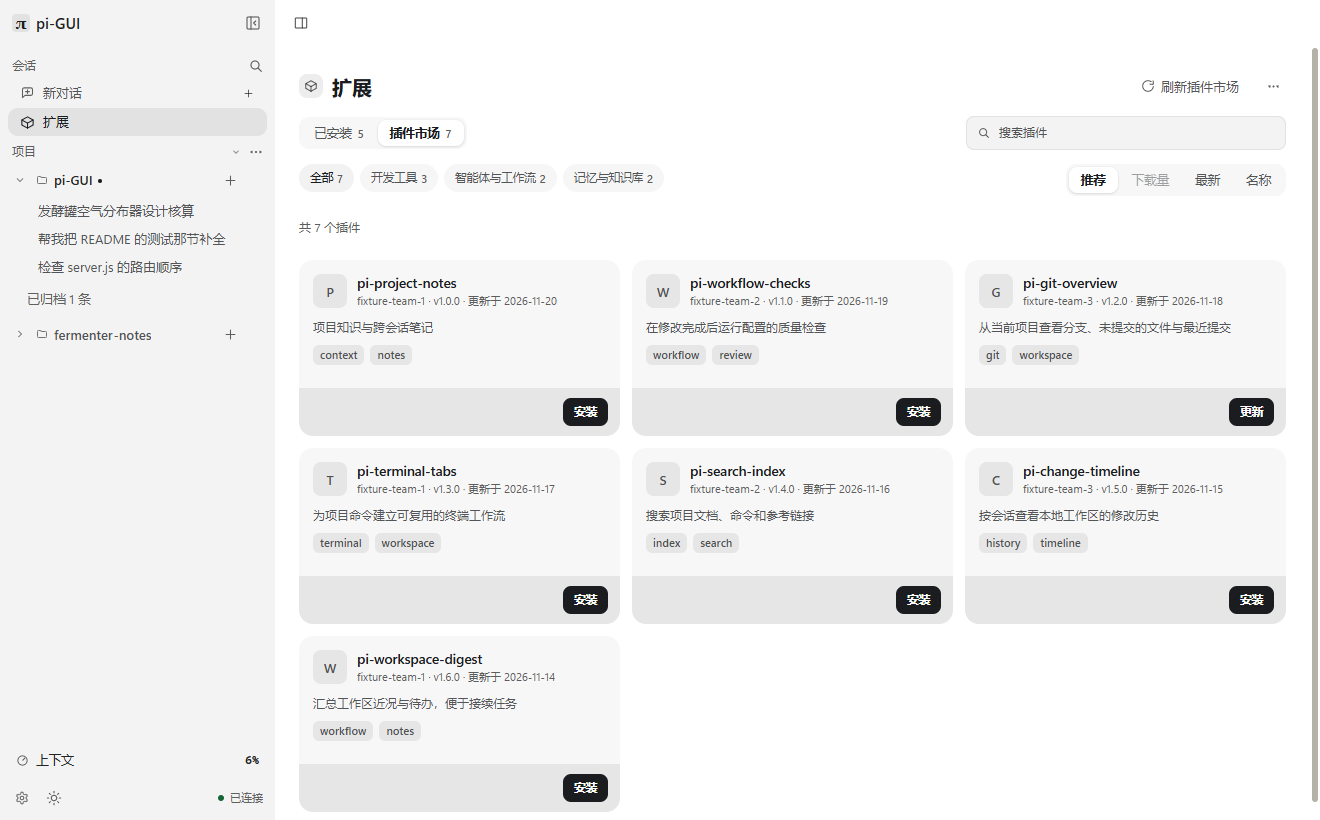 π pi-GUI
会话
新对话
扩展
项目
pi-GUI
发酵罐空气分布器设计核算
帮我把 README 的测试那节补全
检查 server.js 的路由顺序
已归档 1 条
fermenter-notes
上下文 6%
已连接
扩展
刷新插件市场
已安装 5 插件市场 7
搜索插件
全部 7 开发工具 3 智能体与工作流 2 记忆与知识库 2
推荐 下载量 最新 名称
共 7 个插件
P
pi-project-notes
fixture-team-1 · v1.0.0 · 更新于 2026-11-20
项目知识与跨会话笔记
context notes
安装
W
pi-workflow-checks
fixture-team-2 · v1.1.0 · 更新于 2026-11-19
在修改完成后运行配置的质量检查
workflow review
安装
G
pi-git-overview
fixture-team-3 · v1.2.0 · 更新于 2026-11-18
从当前项目查看分支、未提交的文件与最近提交
git workspace
更新
T
pi-terminal-tabs
fixture-team-1 · v1.3.0 · 更新于 2026-11-17
为项目命令建立可复用的终端工作流
terminal workspace
安装
S
pi-search-index
fixture-team-2 · v1.4.0 · 更新于 2026-11-16
搜索项目文档、命令和参考链接
index search
安装
C
pi-change-timeline
fixture-team-3 · v1.5.0 · 更新于 2026-11-15
按会话查看本地工作区的修改历史
history timeline
安装
W
pi-workspace-digest
fixture-team-1 · v1.6.0 · 更新于 2026-11-14
汇总工作区近况与待办，便于接续任务
workflow notes
安装